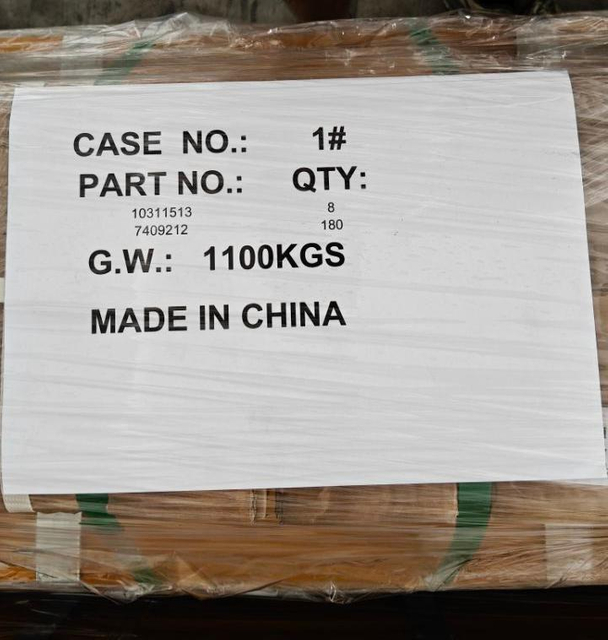 CASE NO.: 1#
PART NO.: QTY:
10311513 8
7409212 180
G.W.: 1100KGS
MADE IN CHINA